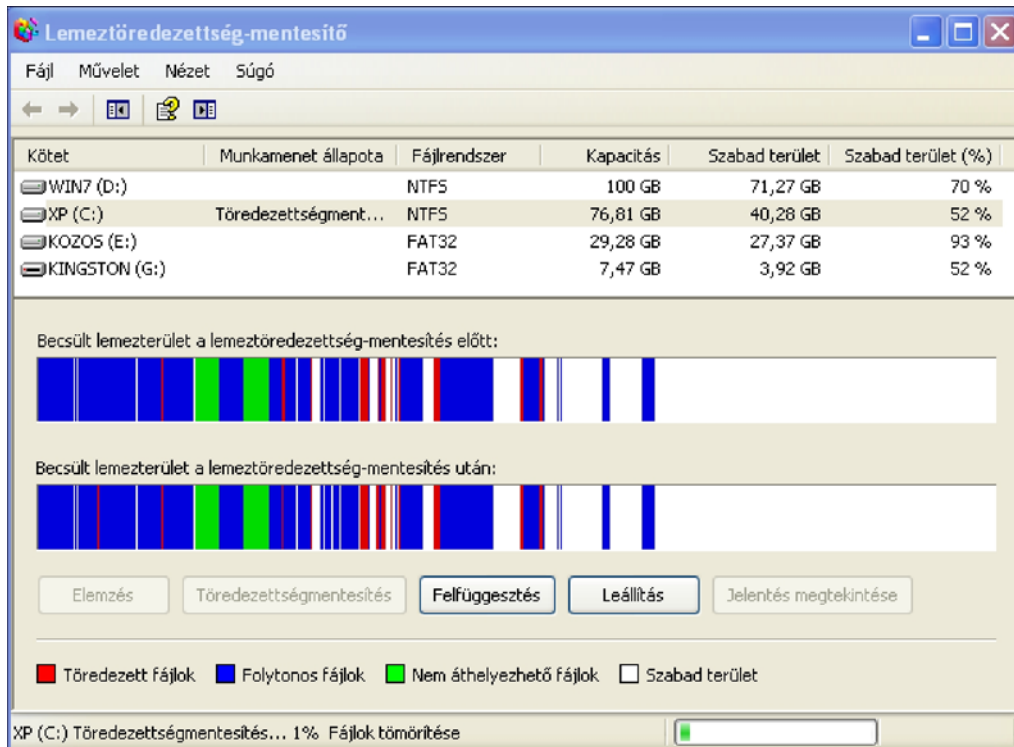 Lemeztöredezettség-mentesítő
Fájl Művelet Nézet Súgó
Kötet Munkamenet állapota Fájlrendszer Kapacitás Szabad terület Szabad terület (%)
WIN7 (D:) NTFS 100 GB 71,27 GB 70 %
XP (C:) Töredezettségment... NTFS 76,81 GB 40,28 GB 52 %
KOZOS (E:) FAT32 29,28 GB 27,37 GB 93 %
KINGSTON (G:) FAT32 7,47 GB 3,92 GB 52 %
Becsült lemezterület a lemeztöredezettség-mentesítés előtt:
Becsült lemezterület a lemeztöredezettség-mentesítés után:
Elemzés Töredezettségmentesítés Felfüggesztés Leállítás Jelentés megtekintése
Töredezett fájlok Folytonos fájlok Nem áthelyezhető fájlok Szabad terület
XP (C:) Töredezettségmentesítés... 1% Fájlok tömörítése